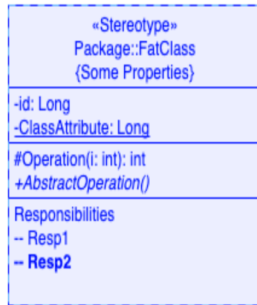 «Stereotype»
Package::FatClass
{Some Properties}
-id: Long
-ClassAttribute: Long
#Operation(i: int): int
+AbstractOperation()
Responsibilities
-- Resp1
-- Resp2